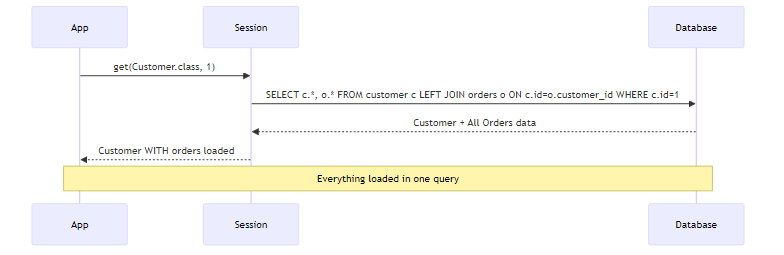 App Session Database
get(Customer.class, 1)
SELECT c.*, o.* FROM customer c LEFT JOIN orders o ON c.id=o.customer_id WHERE c.id=1
Customer + All Orders data
Customer WITH orders loaded
Everything loaded in one query
App Session Database